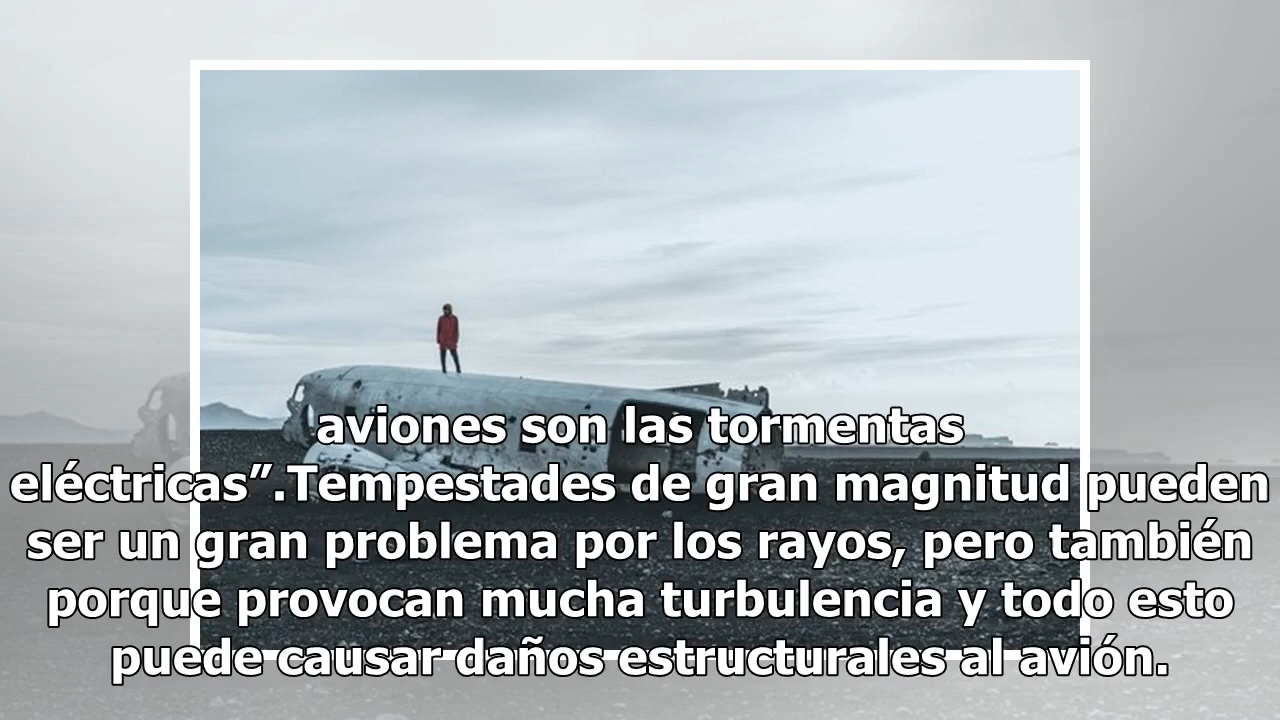 aviones son las tormentas
eléctricas”.Tempestades de gran magnitud pueden
ser un gran problema por los rayos, pero también
porque provocan mucha turbulencia y todo esto
puede causar daños estructurales al avión.